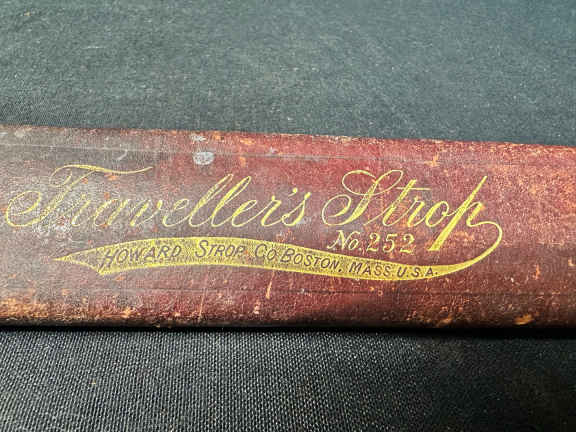 Traveller's Strop
No. 252
HOWARD STROP CO. BOSTON, MASS. U.S.A.